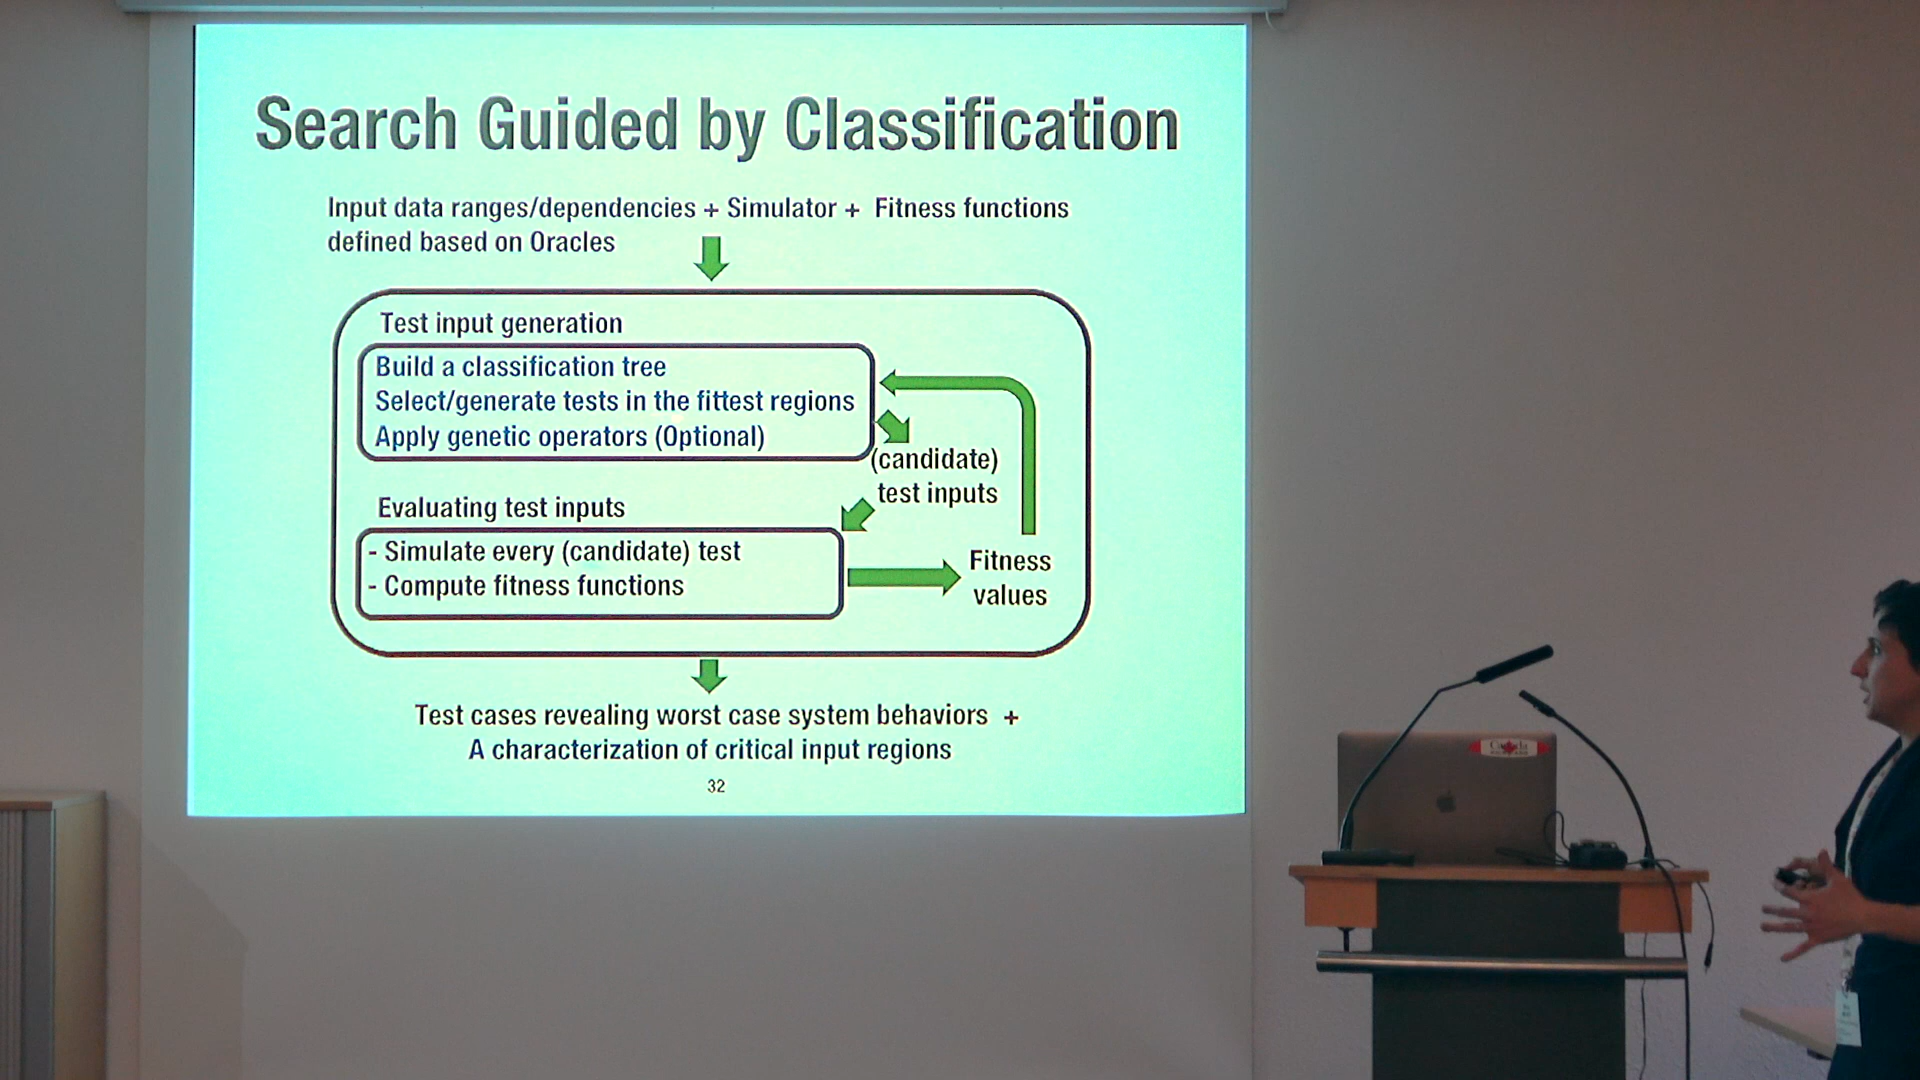 Search Guided by Classification
Input data ranges/dependencies + Simulator + Fitness functions
defined based on Oracles
Test input generation
Build a classification tree
Select/generate tests in the fittest regions
Apply genetic operators (Optional)
(candidate)
test inputs
Evaluating test inputs
- Simulate every (candidate) test
- Compute fitness functions
Fitness
values
Test cases revealing worst case system behaviors +
A characterization of critical input regions
32
Canada